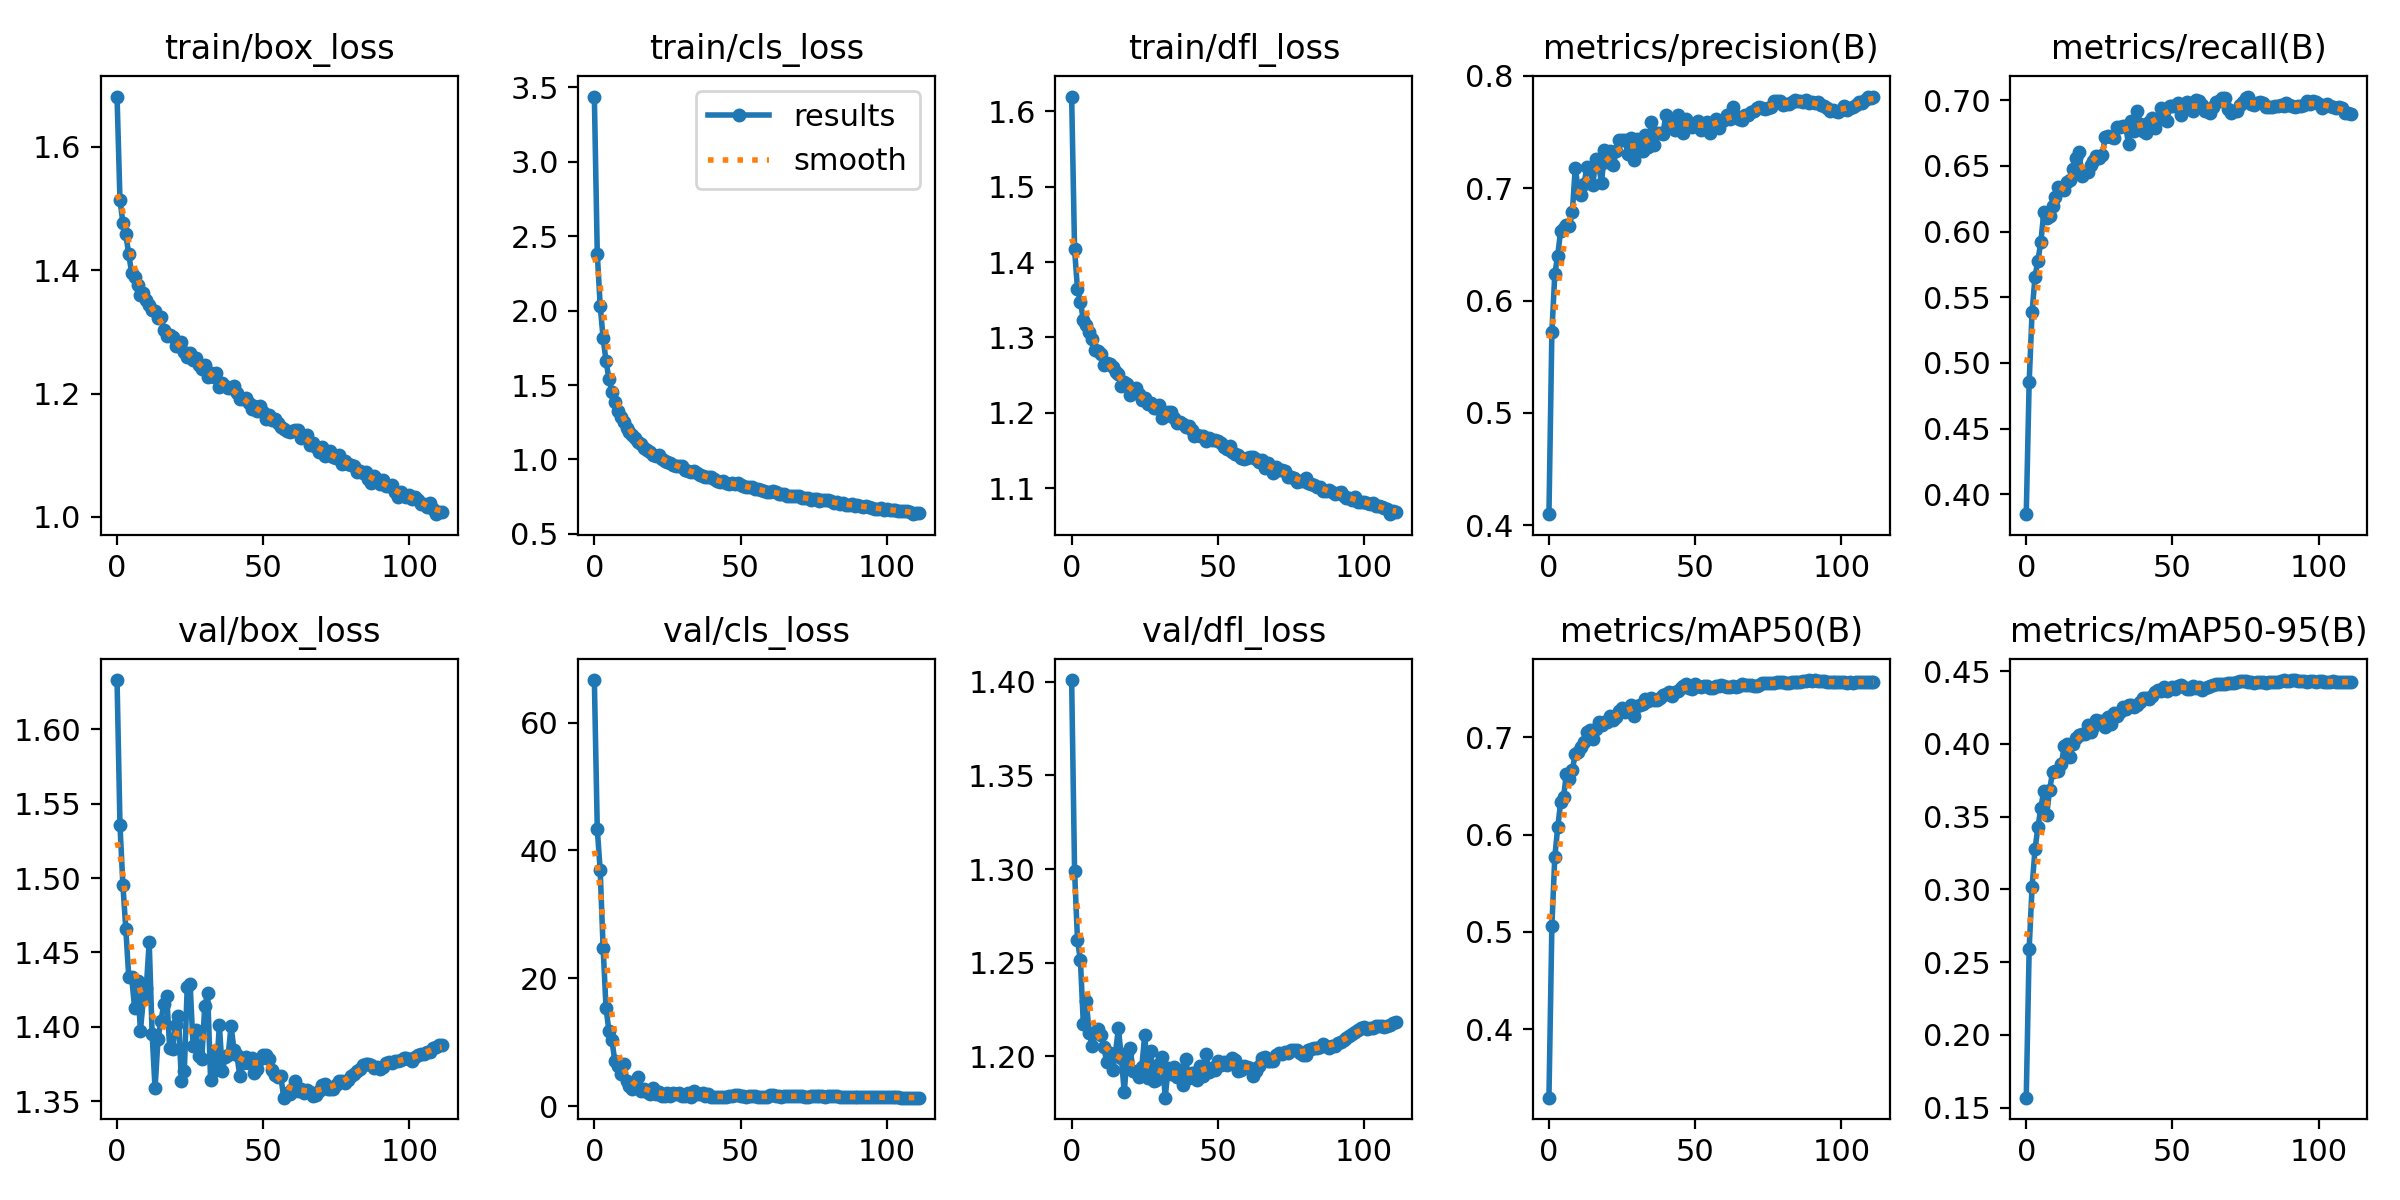 train/box_loss
1.6
1.4
1.2
1.0
0 50 100
train/cls_loss
results
smooth
3.5
3.0
2.5
2.0
1.5
1.0
0.5
0 50 100
train/dfl_loss
1.6
1.5
1.4
1.3
1.2
1.1
0 50 100
metrics/precision(B)
0.8
0.7
0.6
0.5
0.4
0 50 100
metrics/recall(B)
0.70
0.65
0.60
0.55
0.50
0.45
0.40
0 50 100
val/box_loss
1.60
1.55
1.50
1.45
1.40
1.35
0 50 100
val/cls_loss
60
40
20
0
0 50 100
val/dfl_loss
1.40
1.35
1.30
1.25
1.20
0 50 100
metrics/mAP50(B)
0.7
0.6
0.5
0.4
0 50 100
metrics/mAP50-95(B)
0.45
0.40
0.35
0.30
0.25
0.20
0.15
0 50 100